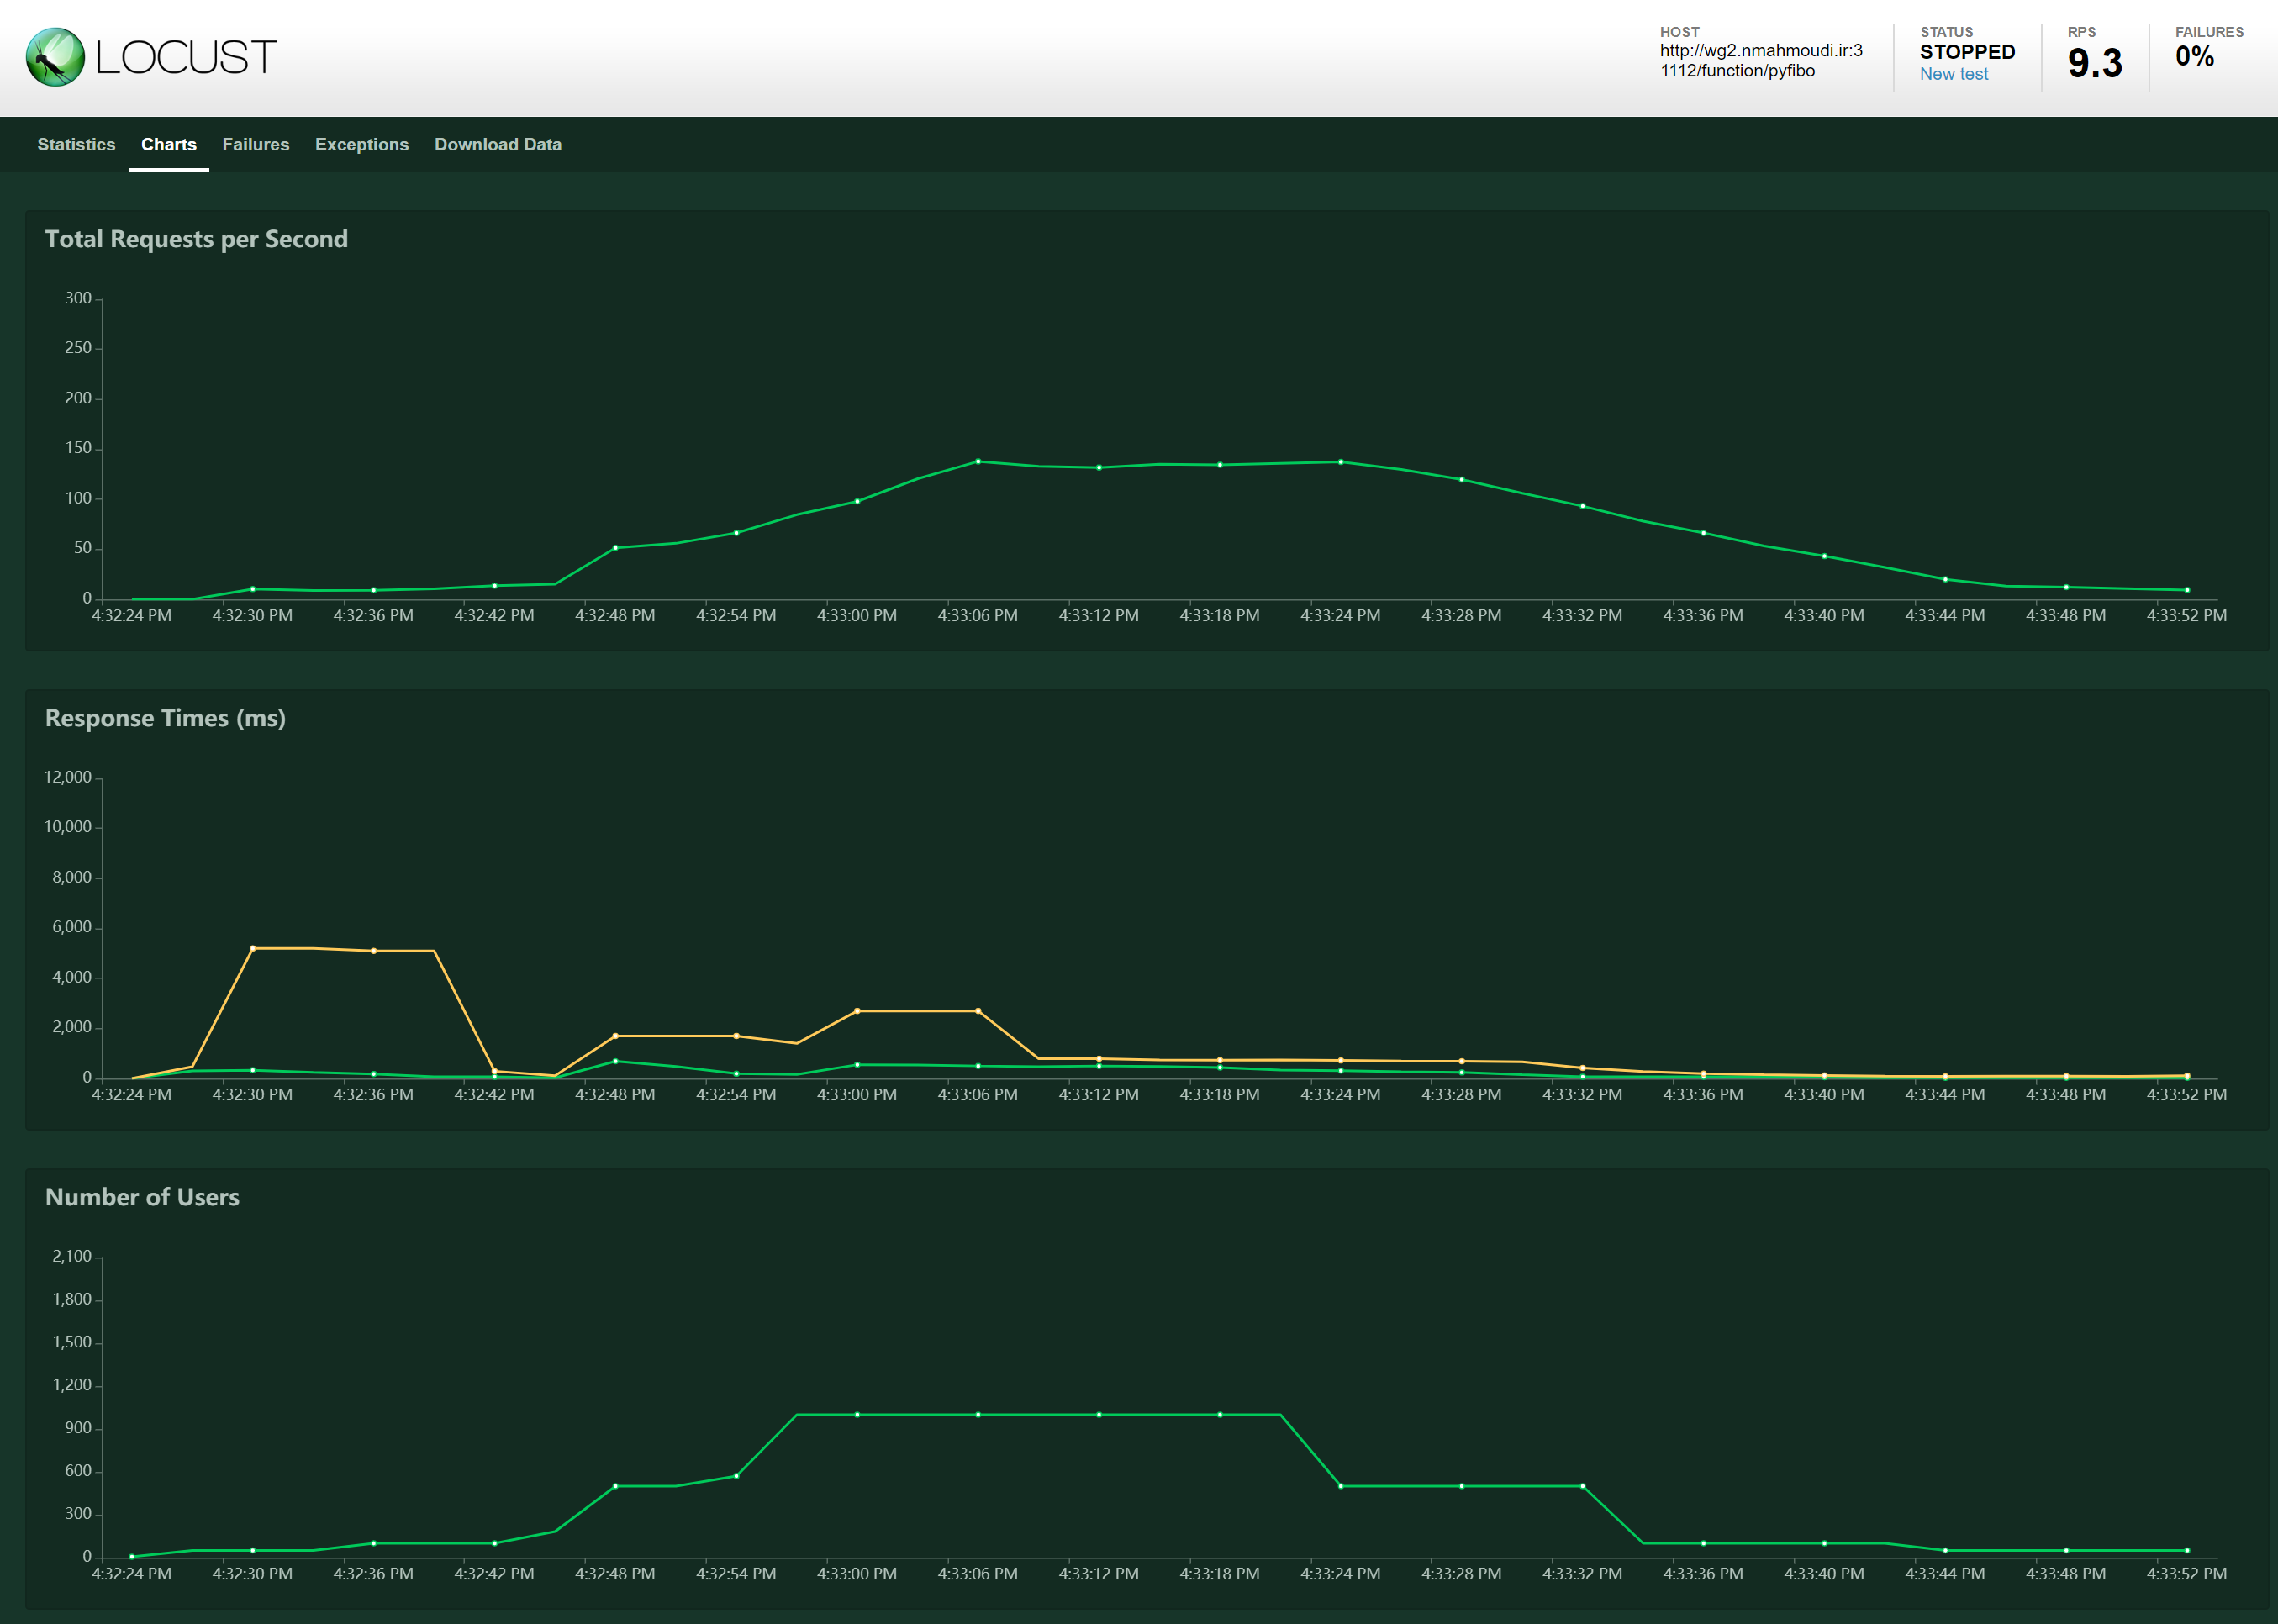 LOCUST
HOST
http://wg2.nmahmoudi.ir:3
1112/function/pyfibo
STATUS
STOPPED
New test
RPS
9.3
FAILURES
0%
Statistics Charts Failures Exceptions Download Data
Total Requests per Second
300
250
200
150
100
50
0
4:32:24 PM 4:32:30 PM 4:32:36 PM 4:32:42 PM 4:32:48 PM 4:32:54 PM 4:33:00 PM 4:33:06 PM 4:33:12 PM 4:33:18 PM 4:33:24 PM 4:33:28 PM 4:33:32 PM 4:33:36 PM 4:33:40 PM 4:33:44 PM 4:33:48 PM 4:33:52 PM
Response Times (ms)
12,000
10,000
8,000
6,000
4,000
2,000
0
4:32:24 PM 4:32:30 PM 4:32:36 PM 4:32:42 PM 4:32:48 PM 4:32:54 PM 4:33:00 PM 4:33:06 PM 4:33:12 PM 4:33:18 PM 4:33:24 PM 4:33:28 PM 4:33:32 PM 4:33:36 PM 4:33:40 PM 4:33:44 PM 4:33:48 PM 4:33:52 PM
Number of Users
2,100
1,800
1,500
1,200
900
600
300
0
4:32:24 PM 4:32:30 PM 4:32:36 PM 4:32:42 PM 4:32:48 PM 4:32:54 PM 4:33:00 PM 4:33:06 PM 4:33:12 PM 4:33:18 PM 4:33:24 PM 4:33:28 PM 4:33:32 PM 4:33:36 PM 4:33:40 PM 4:33:44 PM 4:33:48 PM 4:33:52 PM